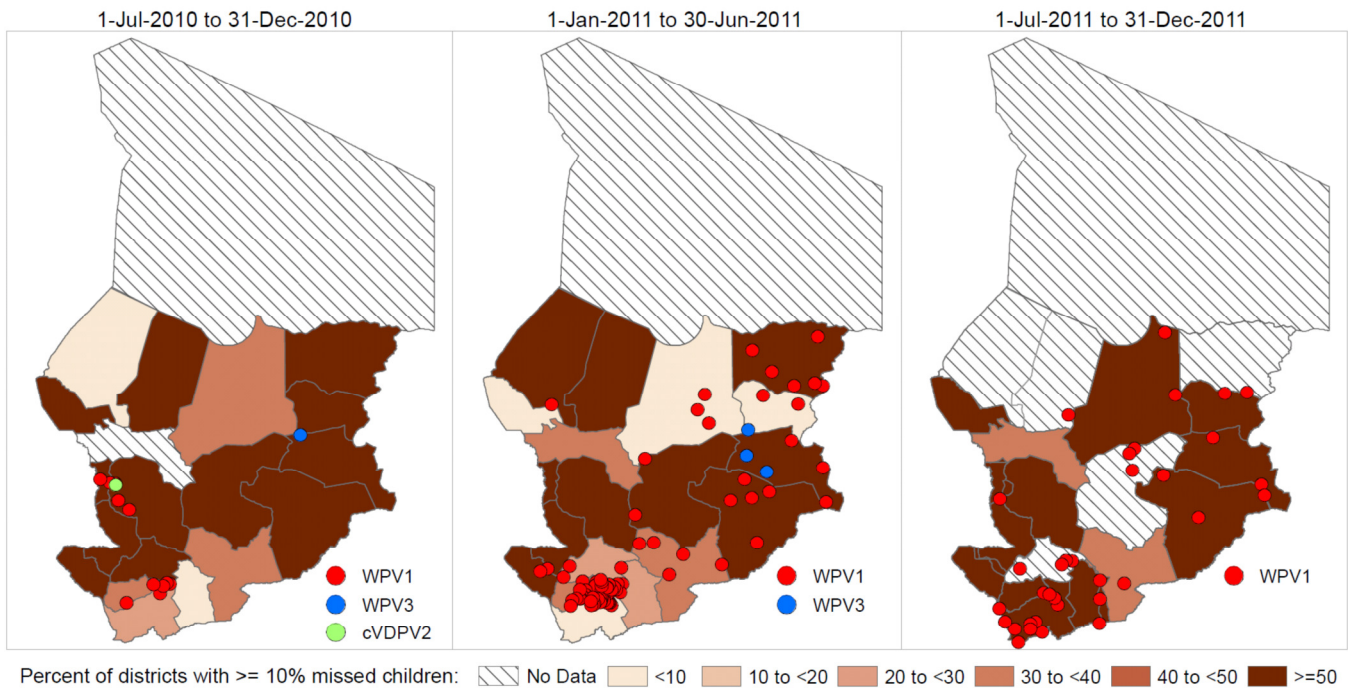 1-Jul-2010 to 31-Dec-2010
1-Jan-2011 to 30-Jun-2011
1-Jul-2011 to 31-Dec-2011
WPV1
WPV3
cVDPV2
WPV1
WPV3
WPV1
Percent of districts with >= 10% missed children: No Data <10 10 to <20 20 to <30 30 to <40 40 to <50 >=50